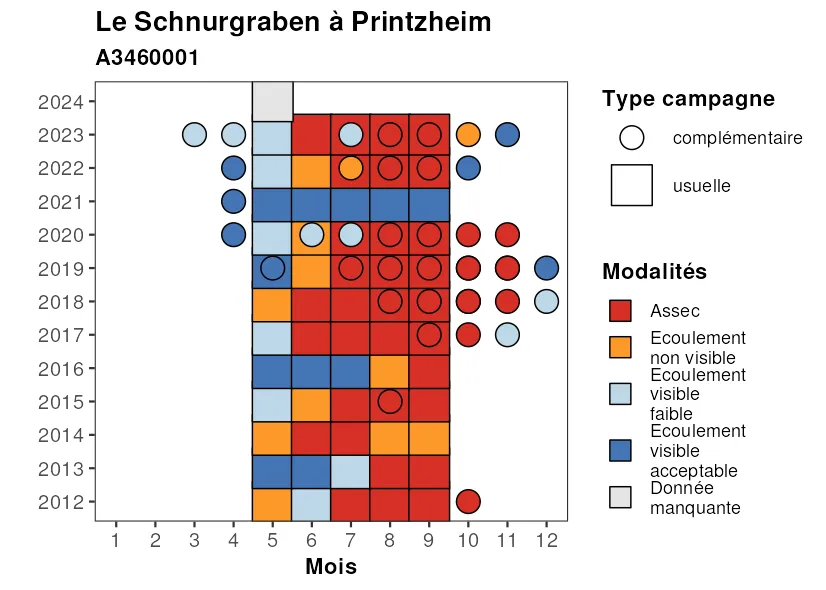 Le Schnurgraben à Printzheim
A3460001
2024
2023
2022
2021
2020
2019
2018
2017
2016
2015
2014
2013
2012
1 2 3 4 5 6 7 8 9 10 11 12
Mois
Type campagne
complémentaire
usuelle
Modalités
Assec
Ecoulement
non visible
Ecoulement
visible
faible
Ecoulement
visible
acceptable
Donnée
manquante